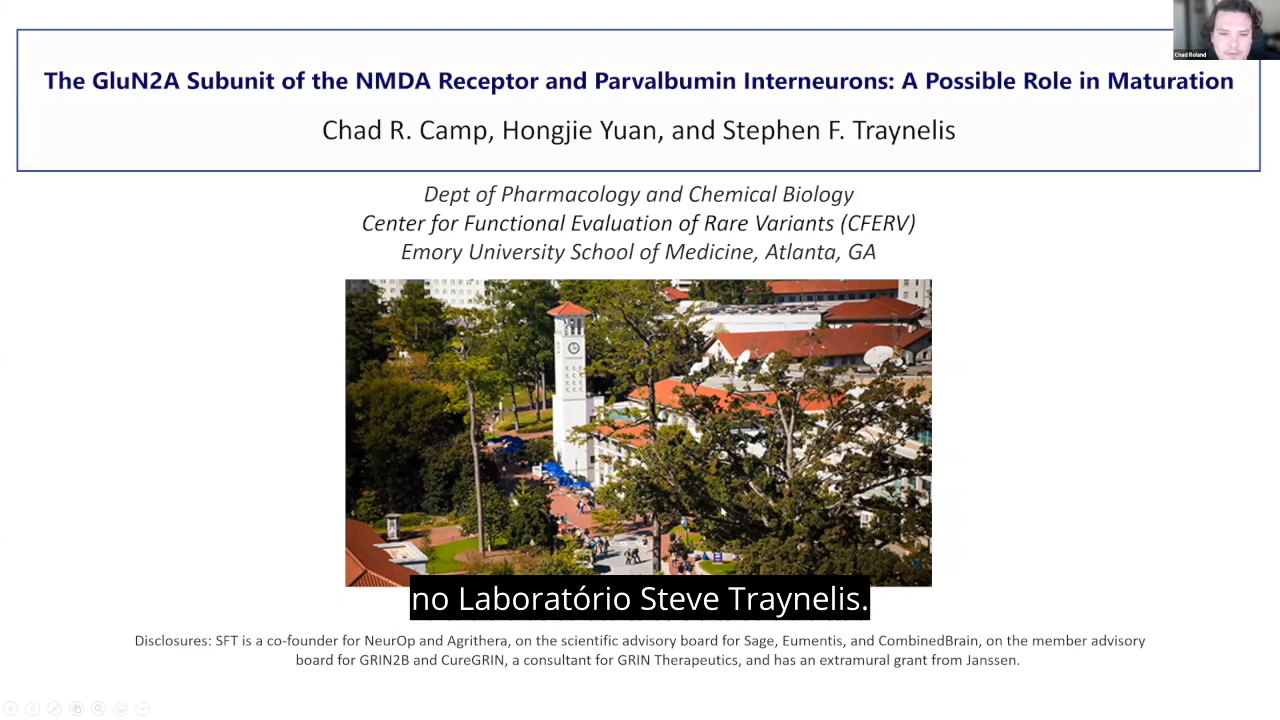 Chad Roland
The GluN2A Subunit of the NMDA Receptor and Parvalbumin Interneurons: A Possible Role in Maturation
Chad R. Camp, Hongjie Yuan, and Stephen F. Traynelis
Dept of Pharmacology and Chemical Biology
Center for Functional Evaluation of Rare Variants (CFERV)
Emory University School of Medicine, Atlanta, GA
no Laboratório Steve Traynelis.
Disclosures: SFT is a co-founder for NeurOp and Agrithera, on the scientific advisory board for Sage, Eumentis, and CombinedBrain, on the member advisory
board for GRIN2B and CureGRIN, a consultant for GRIN Therapeutics, and has an extramural grant from Janssen.